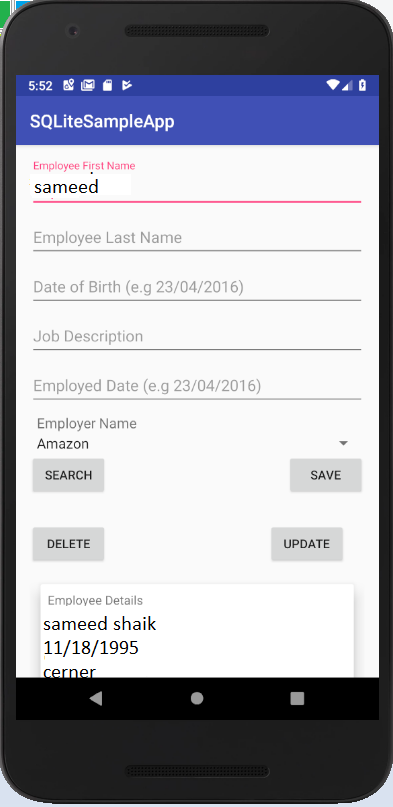 5:52
SQLiteSampleApp
Employee First Name
sameed
Employee Last Name
Date of Birth (e.g 23/04/2016)
Job Description
Employed Date (e.g 23/04/2016)
Employer Name
Amazon
SEARCH SAVE
DELETE UPDATE
Employee Details
sameed shaik
11/18/1995
cerner